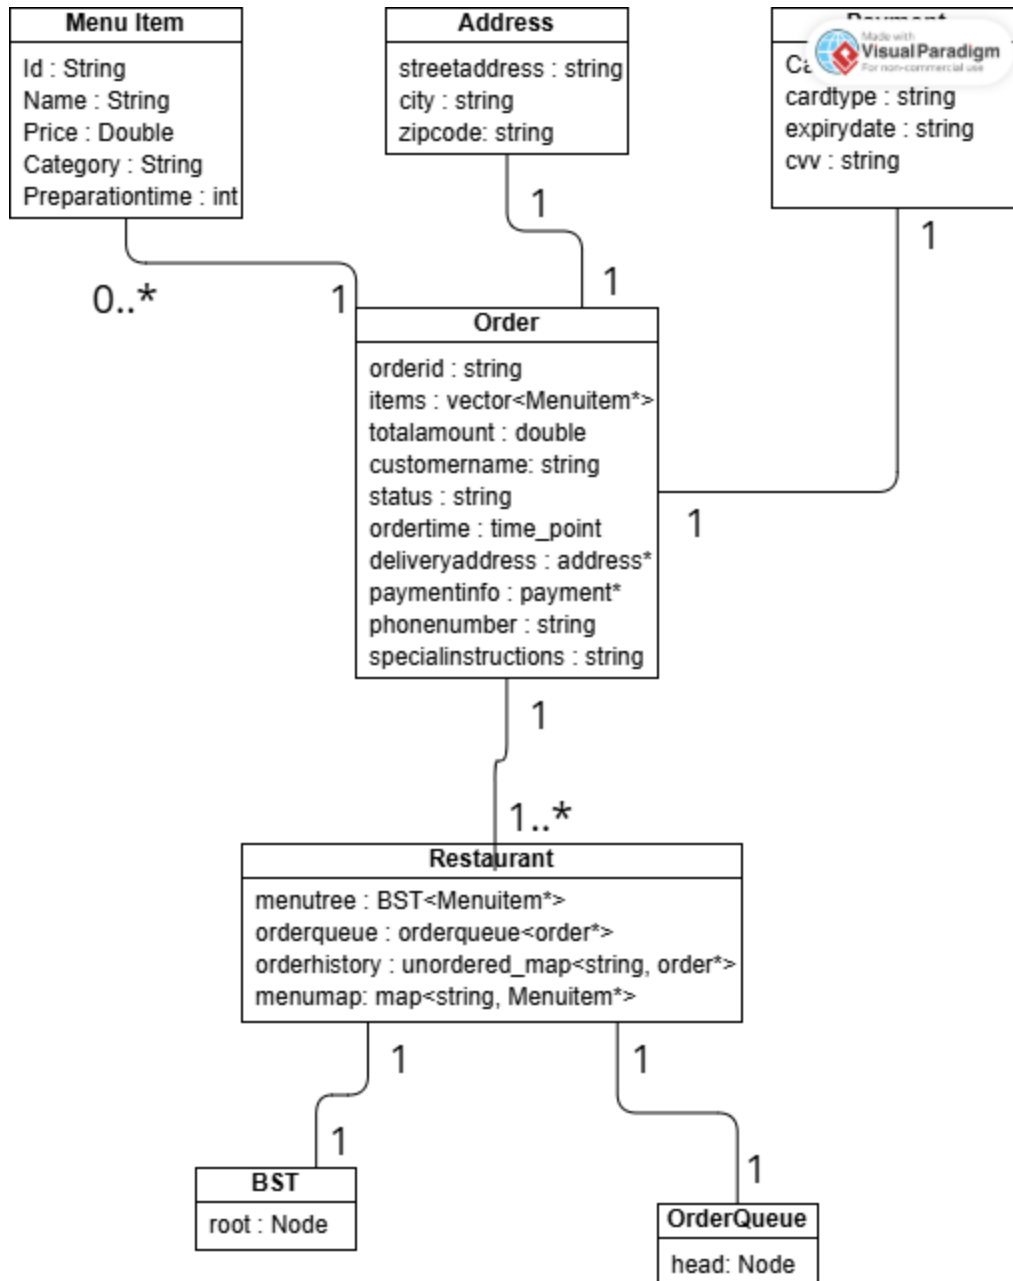 Menu Item
Id : String
Name : String
Price : Double
Category : String
Preparationtime : int
Address
streetaddress : string
city : string
zipcode: string
Made with
VisualParadigm
For non-commercial use
cardtype : string
expirydate : string
cvv : string
0..*
1
1
1
1
1
Order
orderid : string
items : vector<Menuitem*>
totalamount : double
customername: string
status : string
ordertime : time_point
deliveryaddress : address*
paymentinfo : payment*
phonenumber : string
specialinstructions : string
1
1..*
Restaurant
menutree : BST<Menuitem*>
orderqueue : orderqueue<order*>
orderhistory : unordered_map<string, order*>
menumap: map<string, Menuitem*>
1
1
1
1
BST
root : Node
OrderQueue
head: Node